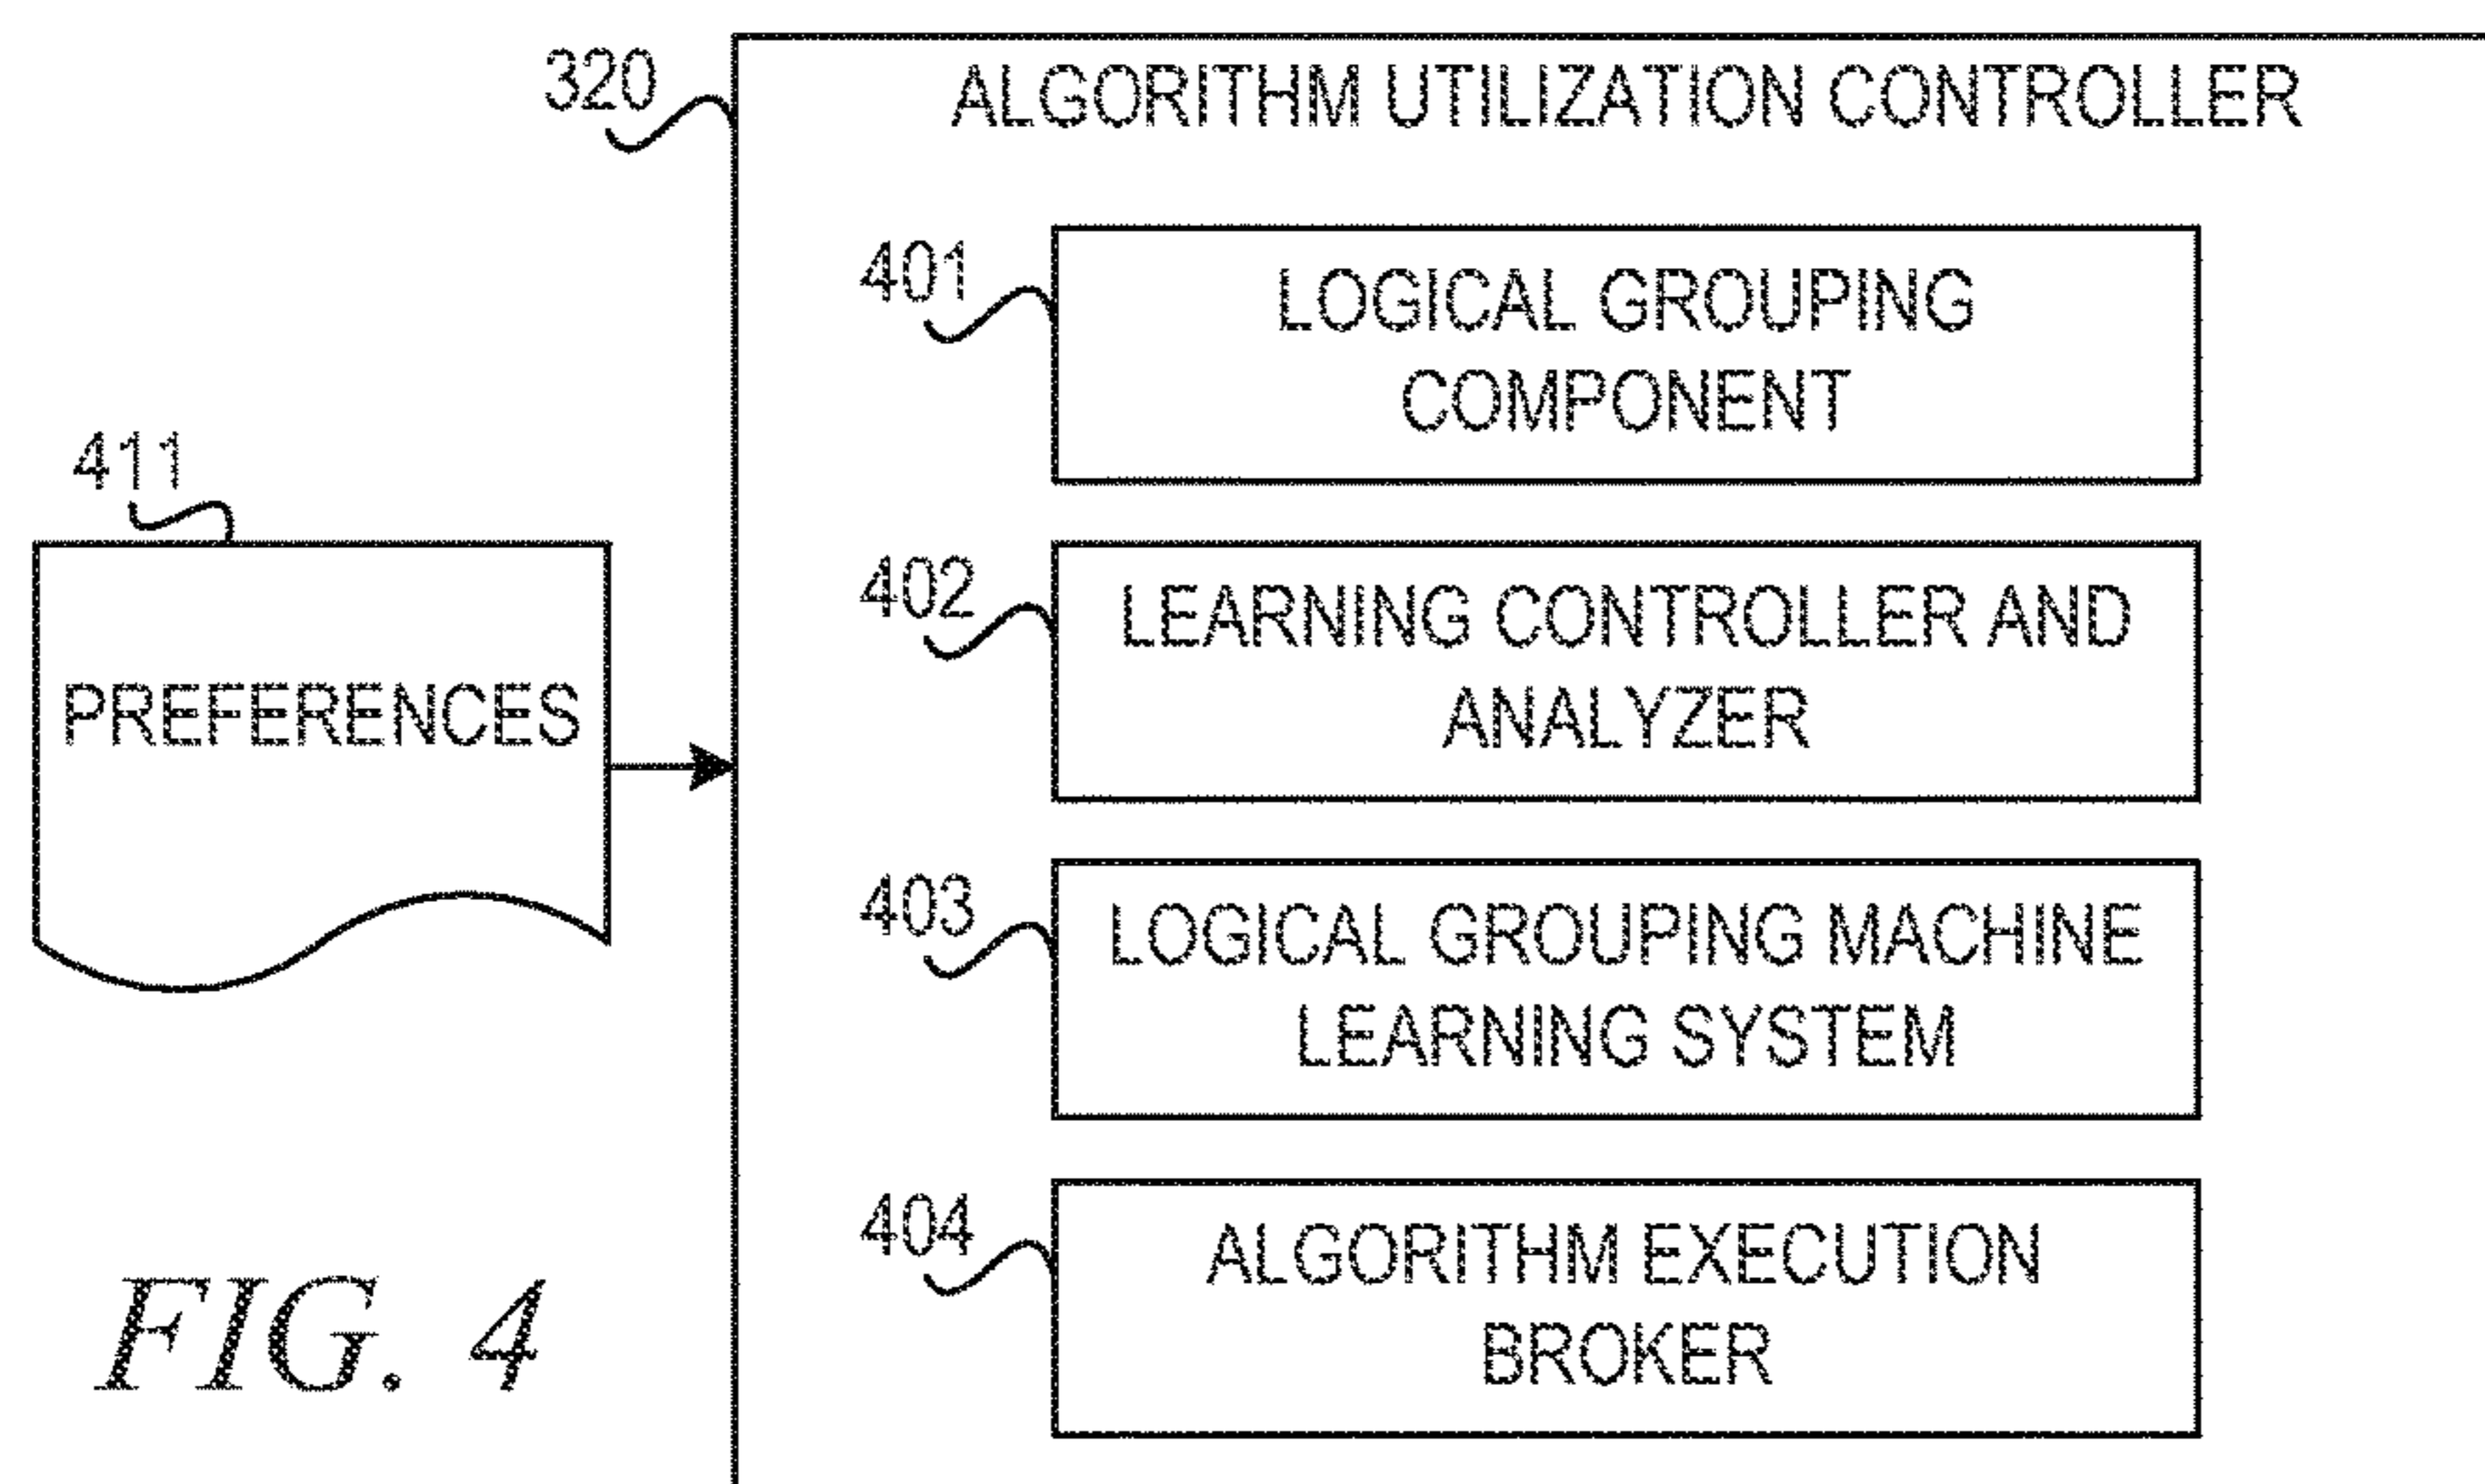 320
ALGORITHM UTILIZATION CONTROLLER
401
LOGICAL GROUPING
COMPONENT
411
PREFERENCES
402
LEARNING CONTROLLER AND
ANALYZER
403
LOGICAL GROUPING MACHINE
LEARNING SYSTEM
404
ALGORITHM EXECUTION
BROKER
FIG. 4